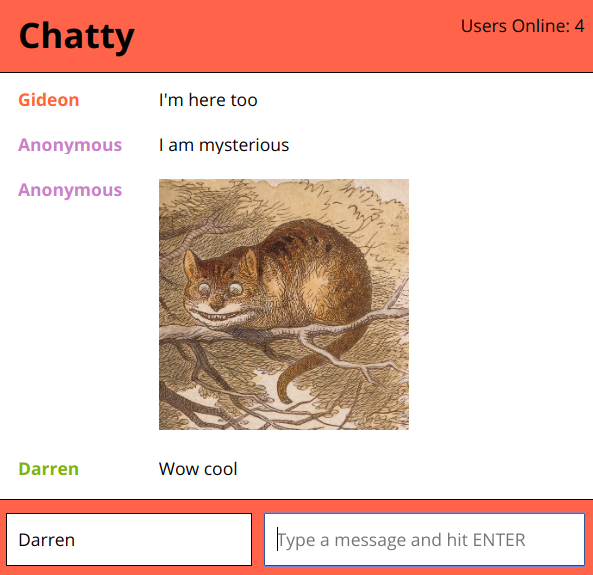 Chatty
Users Online: 4
Gideon I'm here too
Anonymous I am mysterious
Anonymous
Darren Wow cool
Darren
Type a message and hit ENTER